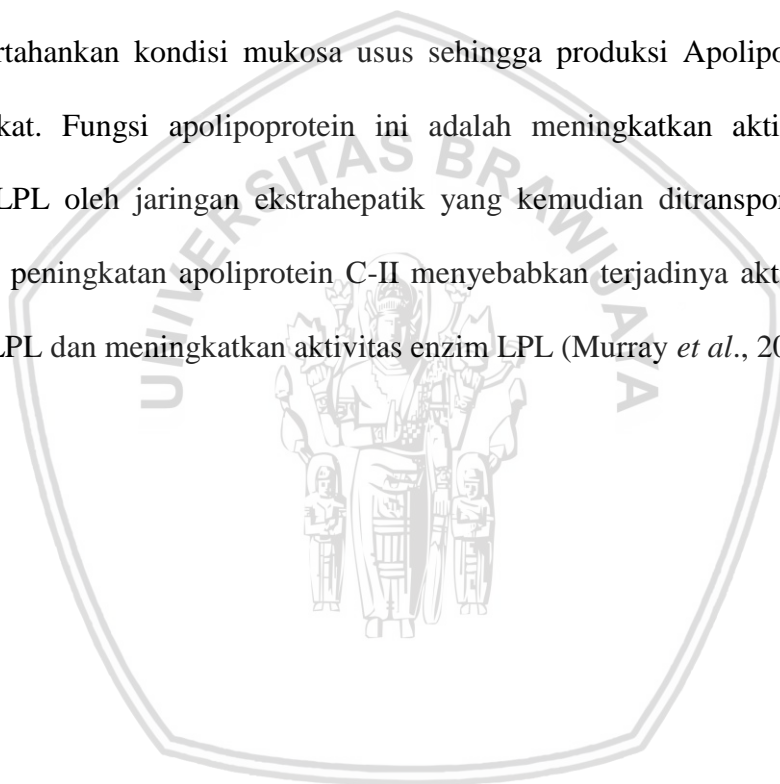 rtahankan kondisi mukosa usus sehingga produksi Apolipo
kat. Fungsi apolipoprotein ini adalah meningkatkan akti
LPL oleh jaringan ekstrahepatik yang kemudian ditranspor
peningkatan apoliprotein C-II menyebabkan terjadinya akt
LPL dan meningkatkan aktivitas enzim LPL (Murray et al., 20
UNIVERSITAS BRAWIJAYA